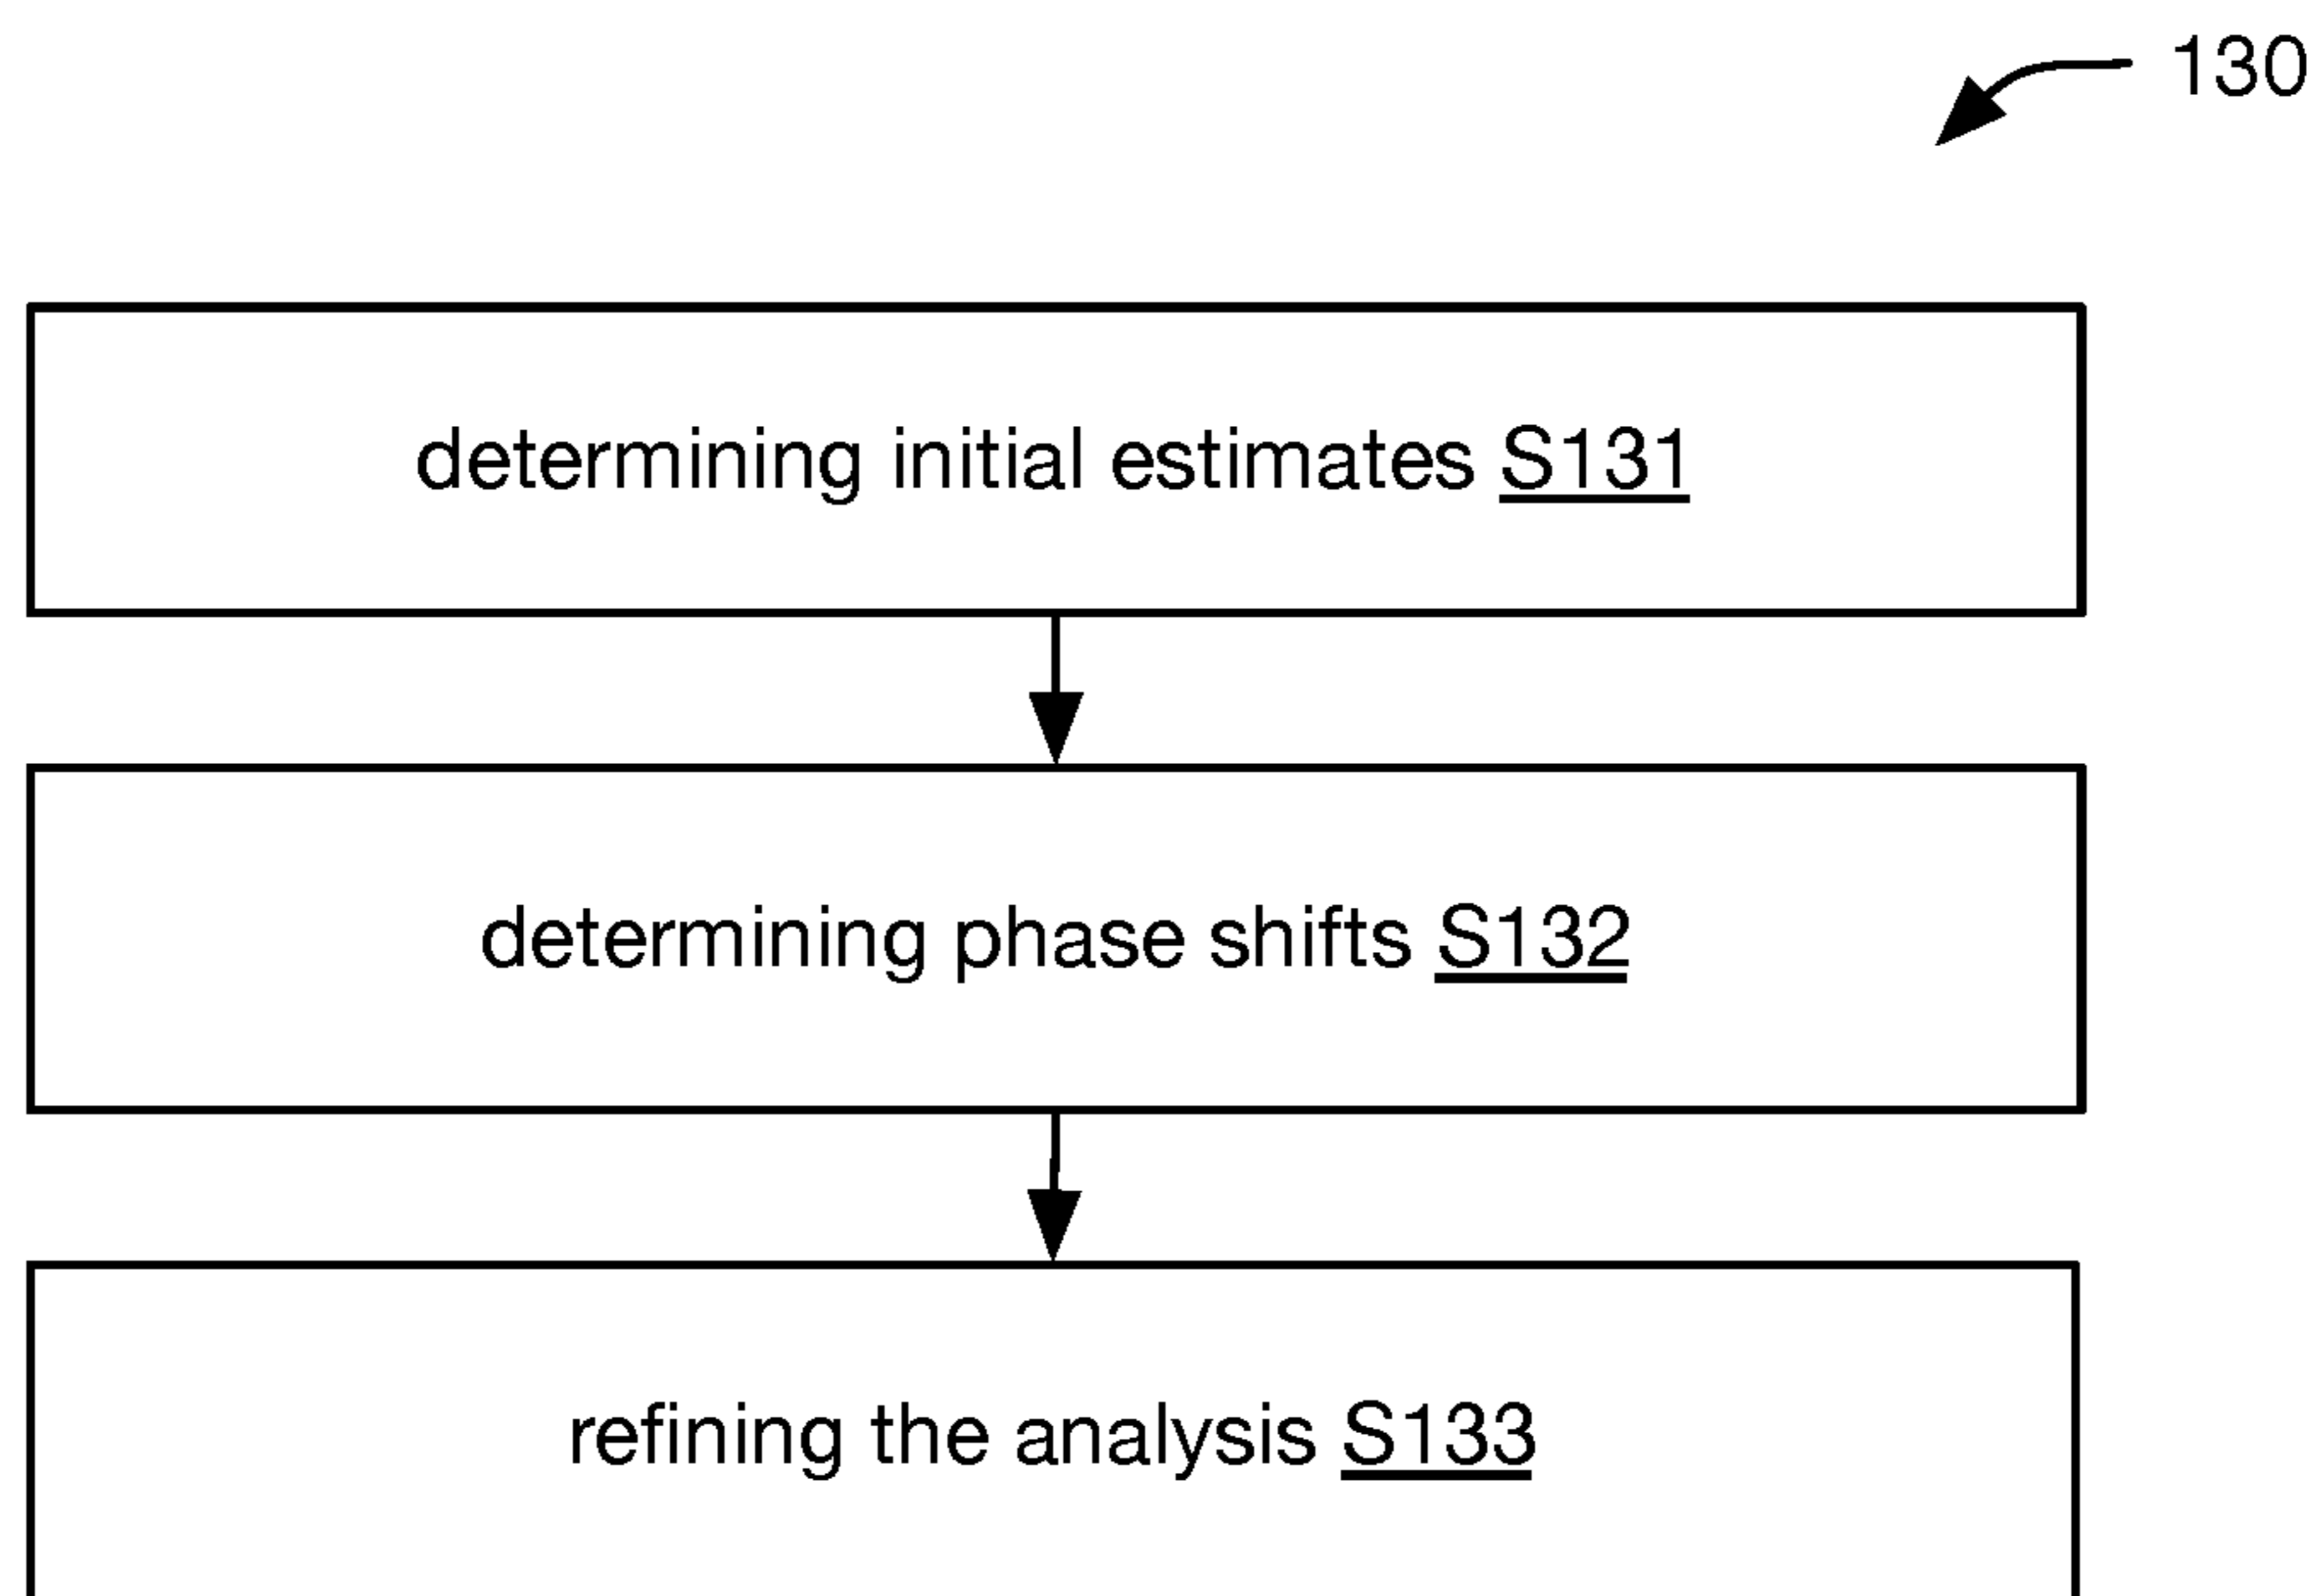 130
determining initial estimates S131
determining phase shifts S132
refining the analysis S133